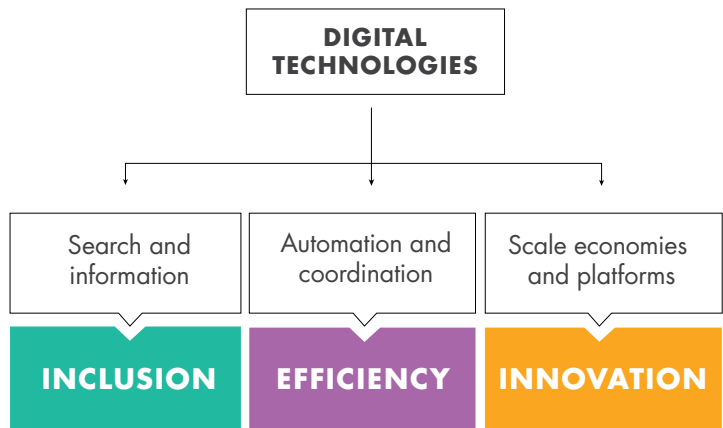 DIGITAL
TECHNOLOGIES
Search and
information
Automation and
coordination
Scale economies
and platforms
INCLUSION
EFFICIENCY
INNOVATION